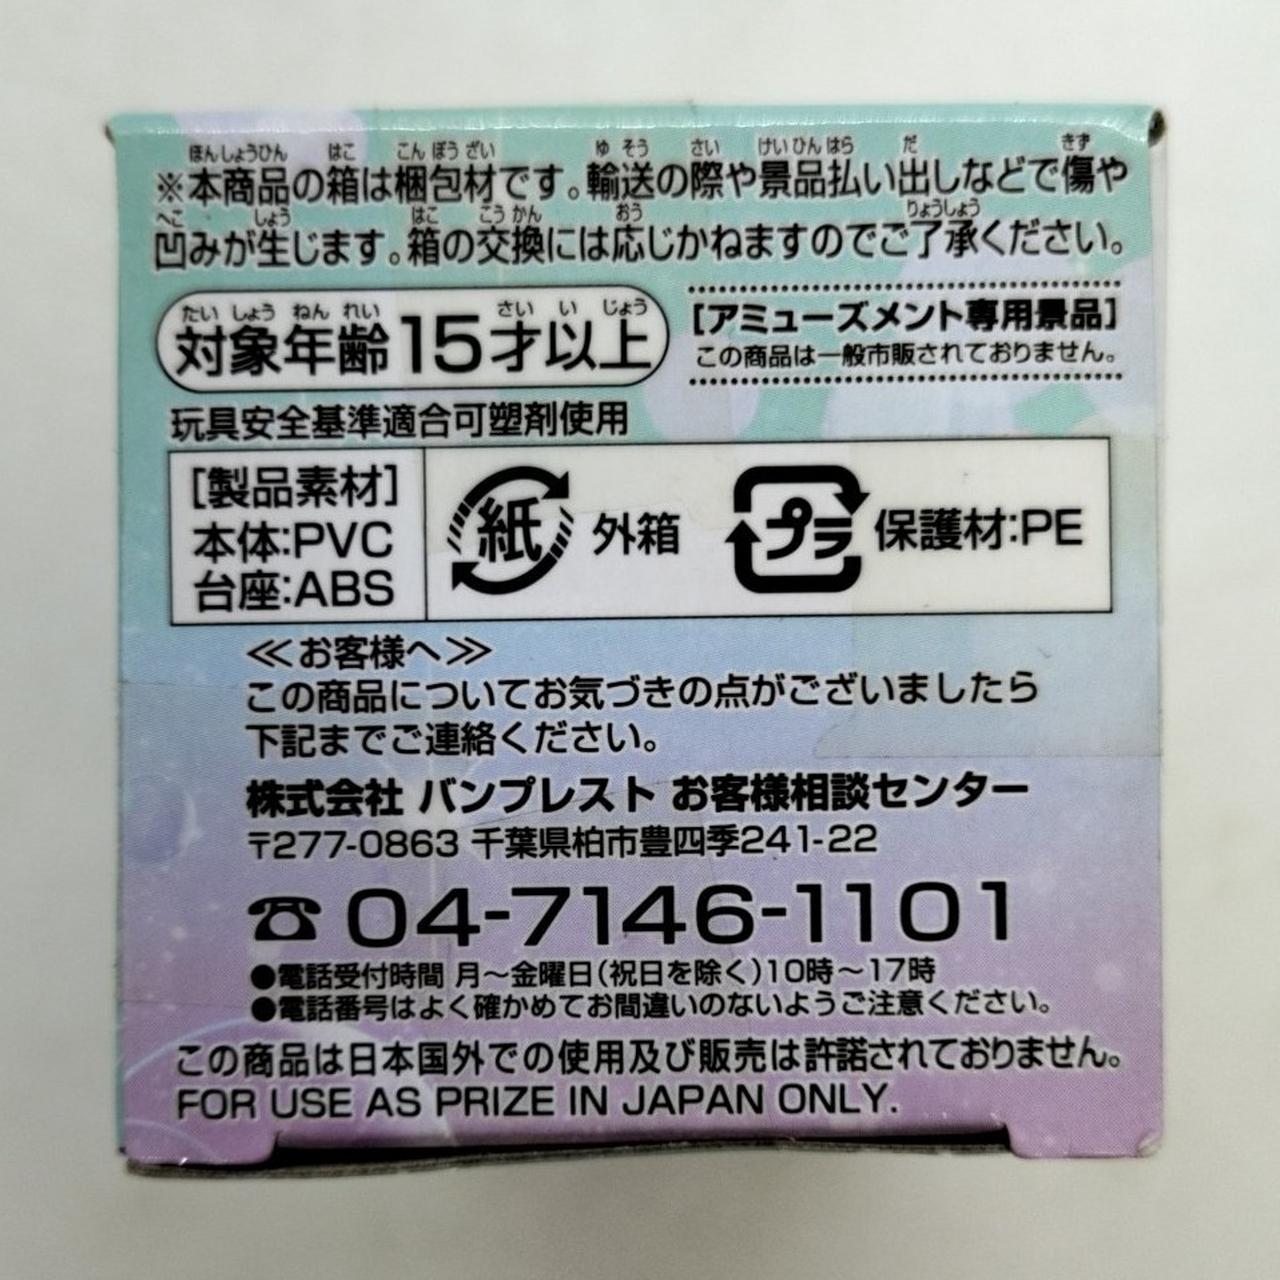 ほんしょうひん はこ こん ぽう ざい ゆ そう さい けい ひん はら だ きず
※本商品の箱は梱包材です。輸送の際や景品払い出しなどで傷や
へこ しょう はこ こう かん おう りょうしょう
凹みが生じます。箱の交換には応じかねますのでご了承ください。
たい しょう ねん れい さい い じょう
対象年齢15才以上
[アミューズメント専用景品]
この商品は一般市販されておりません。
玩具安全基準適合可塑剤使用
[製品素材]
本体:PVC
台座:ABS
紙 外箱
プラ 保護材:PE
≪お客様へ≫
この商品についてお気づきの点がございましたら
下記までご連絡ください。
株式会社 バンプレスト お客様相談センター
〒277-0863 千葉県柏市豊四季241-22
☎04-7146-1101
●電話受付時間 月～金曜日(祝日を除く)10時～17時
●電話番号はよく確かめてお間違いのないようご注意ください。
この商品は日本国外での使用及び販売は許諾されておりません。
FOR USE AS PRIZE IN JAPAN ONLY.